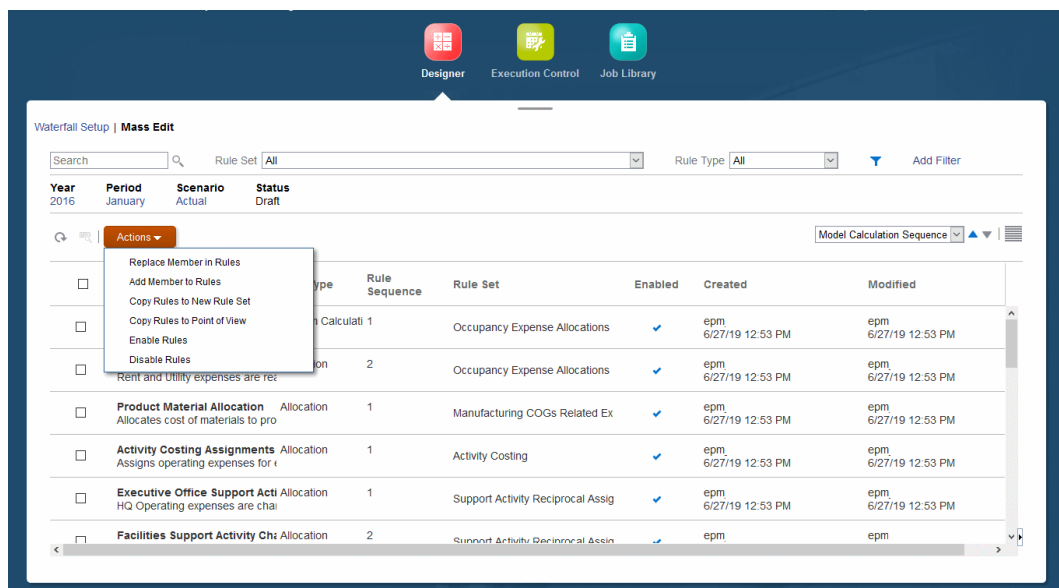 Designer Execution Control Job Library
Waterfall Setup | Mass Edit
Search Rule Set All Rule Type All Add Filter
Year Period Scenario Status
2016 January Actual Draft
Actions Model Calculation Sequence
Replace Member in Rules
Add Member to Rules
Copy Rules to New Rule Set
Copy Rules to Point of View
Enable Rules
Disable Rules
ype Rule Sequence Rule Set Enabled Created Modified
n Calculati 1 Occupancy Expense Allocations epm epm
6/27/19 12:53 PM 6/27/19 12:53 PM
ion 2 Occupancy Expense Allocations epm epm
Rent and Utility expenses are rea 6/27/19 12:53 PM 6/27/19 12:53 PM
Product Material Allocation Allocation 1 Manufacturing COGs Related Ex epm epm
Allocates cost of materials to pro 6/27/19 12:53 PM 6/27/19 12:53 PM
Activity Costing Assignments Allocation 1 Activity Costing epm epm
Assigns operating expenses for 6/27/19 12:53 PM 6/27/19 12:53 PM
Executive Office Support Acti Allocation 1 Support Activity Reciprocal Assig epm epm
HQ Operating expenses are char 6/27/19 12:53 PM 6/27/19 12:53 PM
Facilities Support Activity Cha Allocation 2 Support Activity Reciprocal Assig epm epm